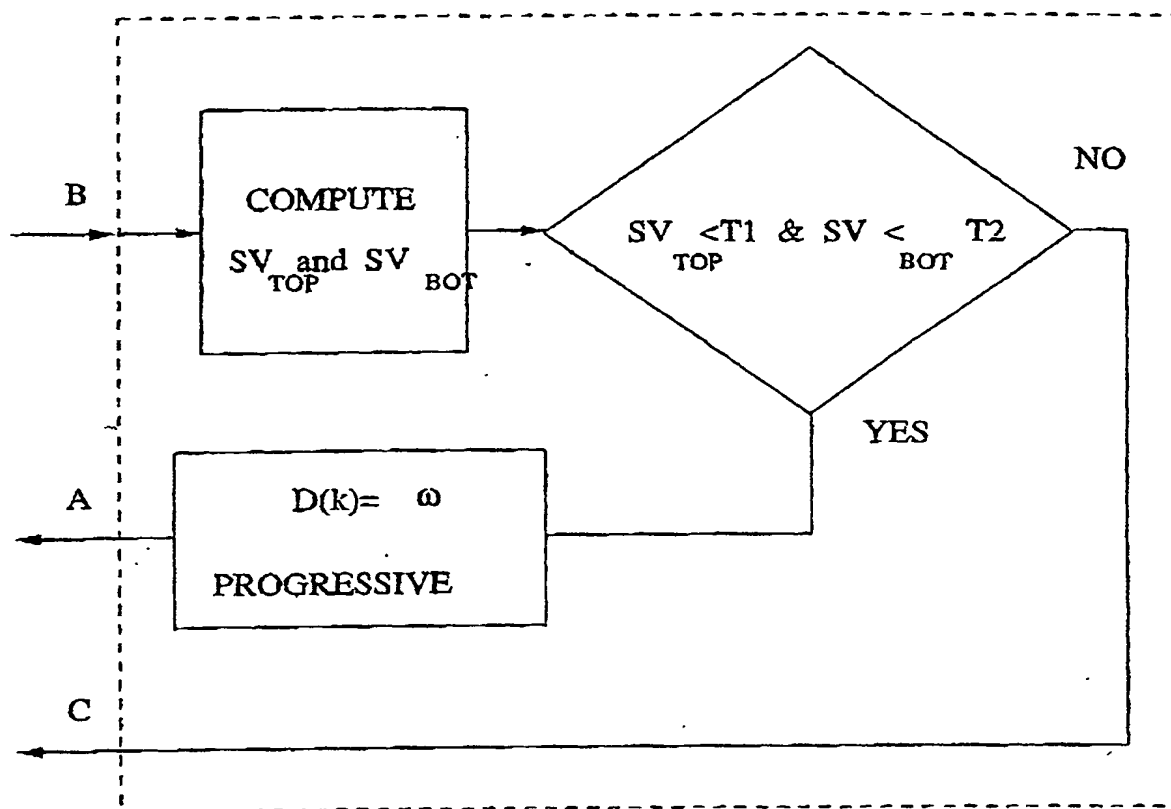 B
COMPUTE
SV TOP and SV BOT
SV TOP <T1 & SV < BOT T2
NO
YES
A
D(k)= ω
PROGRESSIVE
C